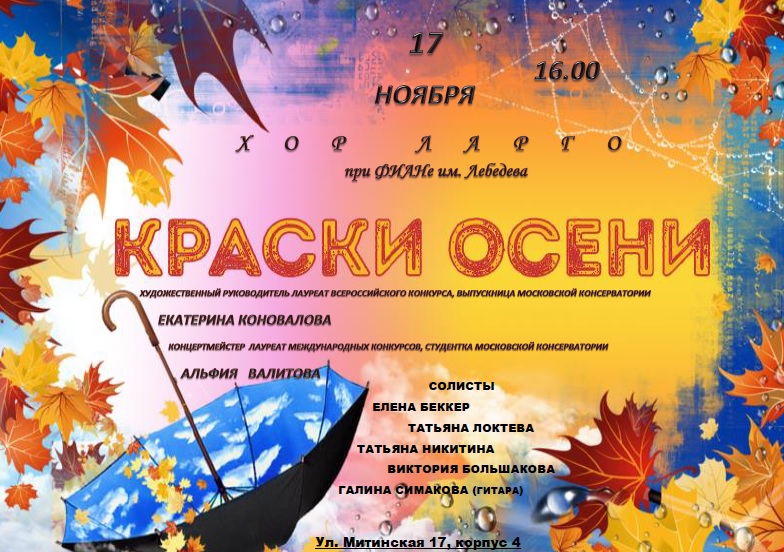 17
16.00
НОЯБРЯ
ХОР ЛАРГО
при ФИАНе им. Лебедева
КРАСКИ ОСЕНИ
ХУДОЖЕСТВЕННЫЙ РУКОВОДИТЕЛЬ ЛАУРЕАТ ВСЕРОССИЙСКОГО КОНКУРСА, ВЫПУСКНИЦА МОСКОВСКОЙ КОНСЕРВАТОРИИ
ЕКАТЕРИНА КОНОВАЛОВА
КОНЦЕРТМЕЙСТЕР ЛАУРЕАТ МЕЖДУНАРОДНЫХ КОНКУРСОВ, СТУДЕНТКА МОСКОВСКОЙ КОНСЕРВАТОРИИ
АЛЬФИЯ ВАЛИТОВА
СОЛИСТЫ
ЕЛЕНА БЕККЕР
ТАТЬЯНА ЛОКТЕВА
ТАТЬЯНА НИКИТИНА
ВИКТОРИЯ БОЛЬШАКОВА
ГАЛИНА СИМАКОВА (ГИТАРА)
Ул. Митинская 17, корпус 4